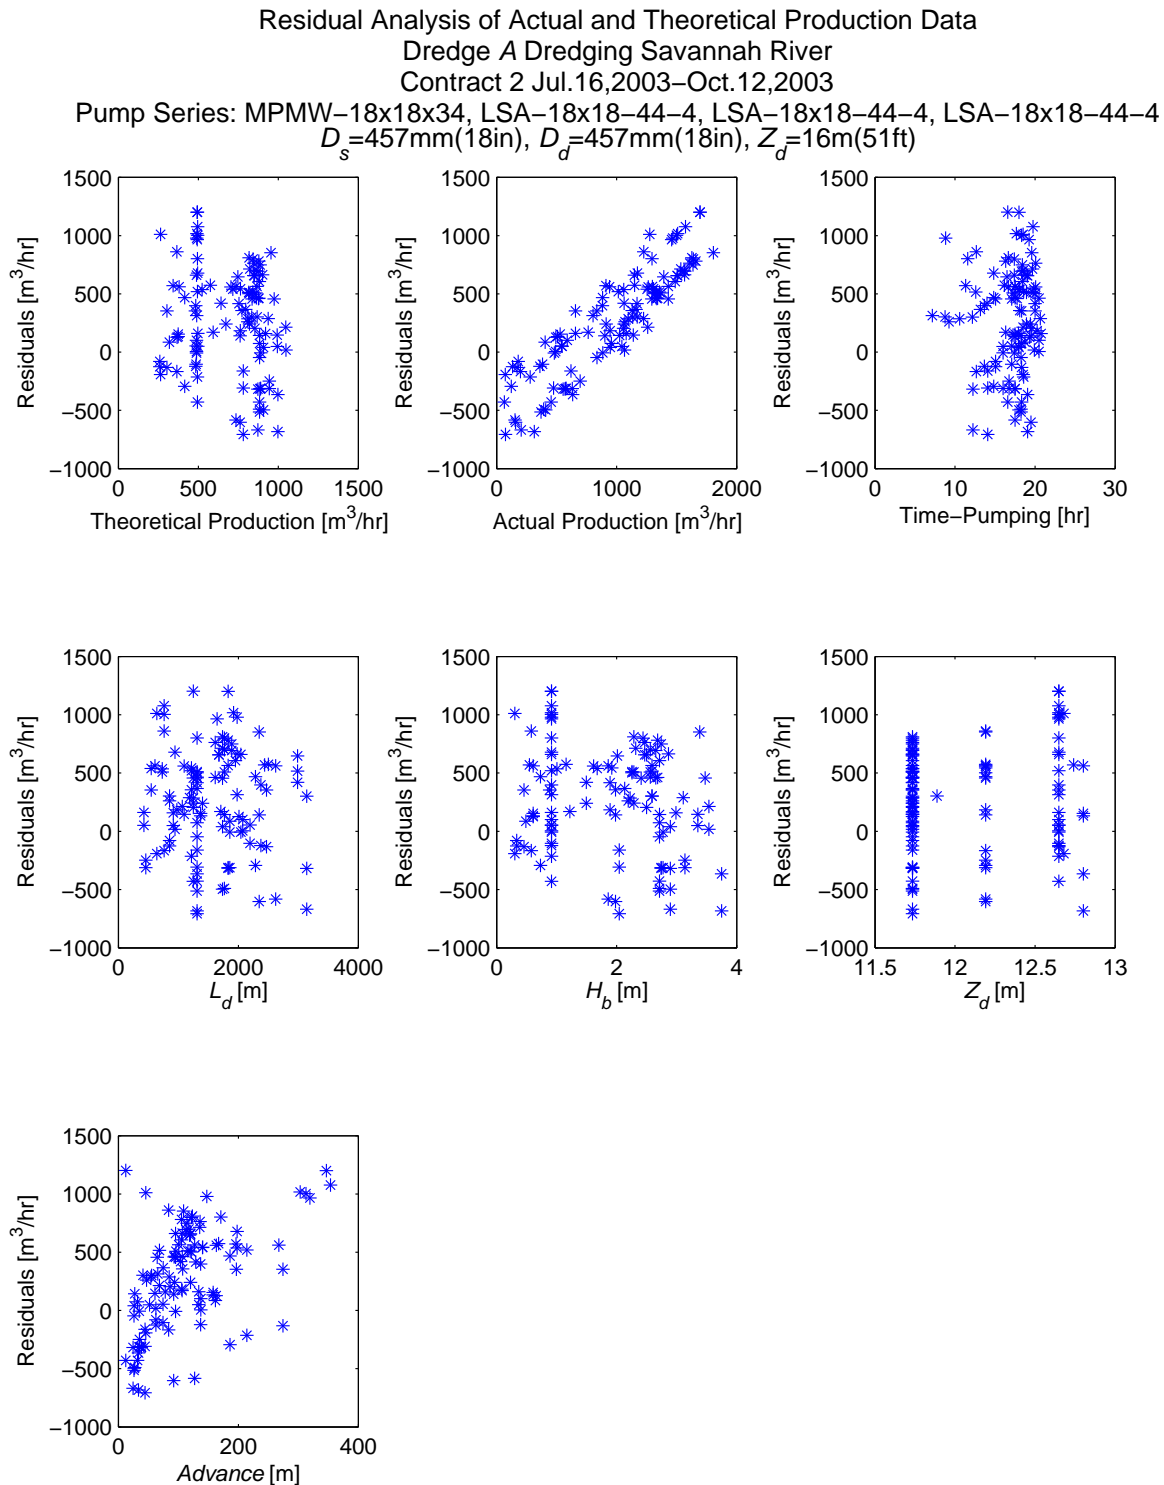 Residual Analysis of Actual and Theoretical Production Data
Dredge A Dredging Savannah River
Contract 2 Jul.16,2003−Oct.12,2003
Pump Series: MPMW−18x18x34, LSA−18x18−44−4, LSA−18x18−44−4, LSA−18x18−44−4
D_s=457mm(18in), D_d=457mm(18in), Z_d=16m(51ft)
1500
1000
500
0
−500
−1000
Residuals [m³/hr]
0 500 1000 1500
Theoretical Production [m³/hr]
1500
1000
500
0
−500
−1000
Residuals [m³/hr]
0 1000 2000
Actual Production [m³/hr]
1500
1000
500
0
−500
−1000
Residuals [m³/hr]
0 10 20 30
Time−Pumping [hr]
1500
1000
500
0
−500
−1000
Residuals [m³/hr]
0 2000 4000
L_d [m]
1500
1000
500
0
−500
−1000
Residuals [m³/hr]
0 2 4
H_b [m]
1500
1000
500
0
−500
−1000
Residuals [m³/hr]
11.5 12 12.5 13
Z_d [m]
1500
1000
500
0
−500
−1000
Residuals [m³/hr]
0 200 400
Advance [m]